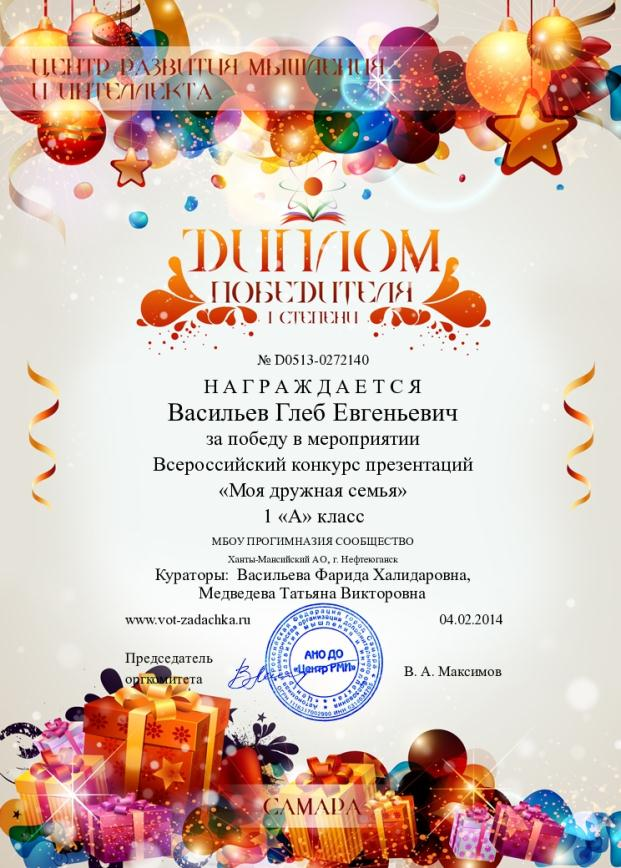 ЦЕНТР РАЗВИТИЯ МЫШЛЕНИЯ
И ИНТЕЛЛЕКТА
ДИПЛОМ
ПОБЕДИТЕЛЯ
I СТЕПЕНИ
№ D0513-0272140
НАГРАЖДАЕТСЯ
Васильев Глеб Евгеньевич
за победу в мероприятии
Всероссийский конкурс презентаций
«Моя дружная семья»
1 «А» класс
МБОУ ПРОГИМНАЗИЯ СООБЩЕСТВО
Ханты-Мансийский АО, г. Нефтеюганск
Кураторы: Васильева Фарида Халидаровна,
Медведева Татьяна Викторовна
www.vot-zadachka.ru 04.02.2014
Председатель
оргкомитета
АНО ДО
«Центр РМИ»
В. А. Максимов
САМАРА